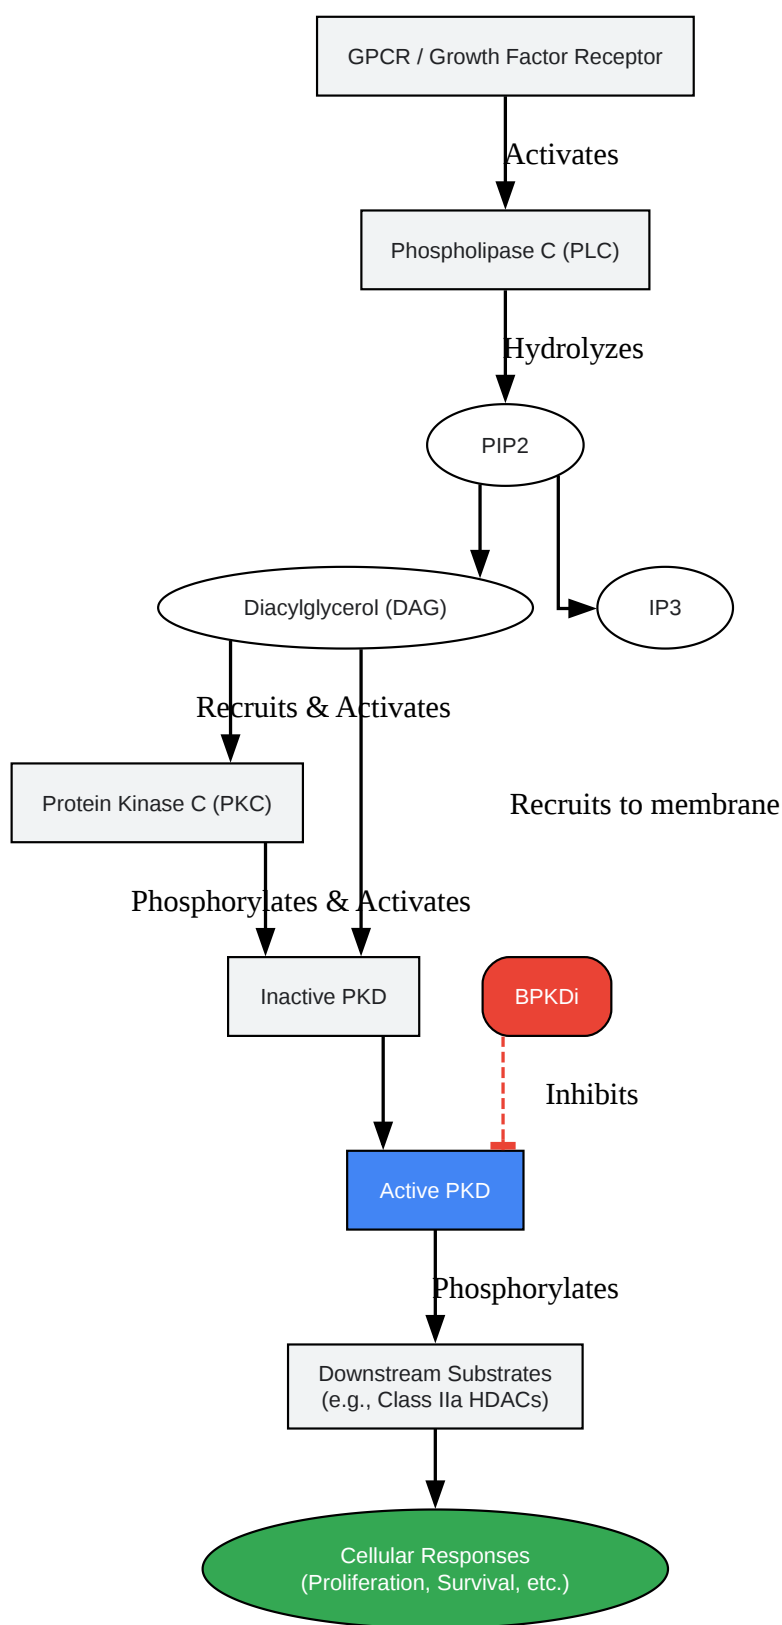 GPCR / Growth Factor Receptor
Activates
Phospholipase C (PLC)
Hydrolyzes
PIP2
Diacylglycerol (DAG)
IP3
Recruits & Activates
Protein Kinase C (PKC)
Recruits to membrane
Phosphorylates & Activates
Inactive PKD
BPKDi
Inhibits
Active PKD
Phosphorylates
Downstream Substrates
(e.g., Class IIa HDACs)
Cellular Responses
(Proliferation, Survival, etc.)